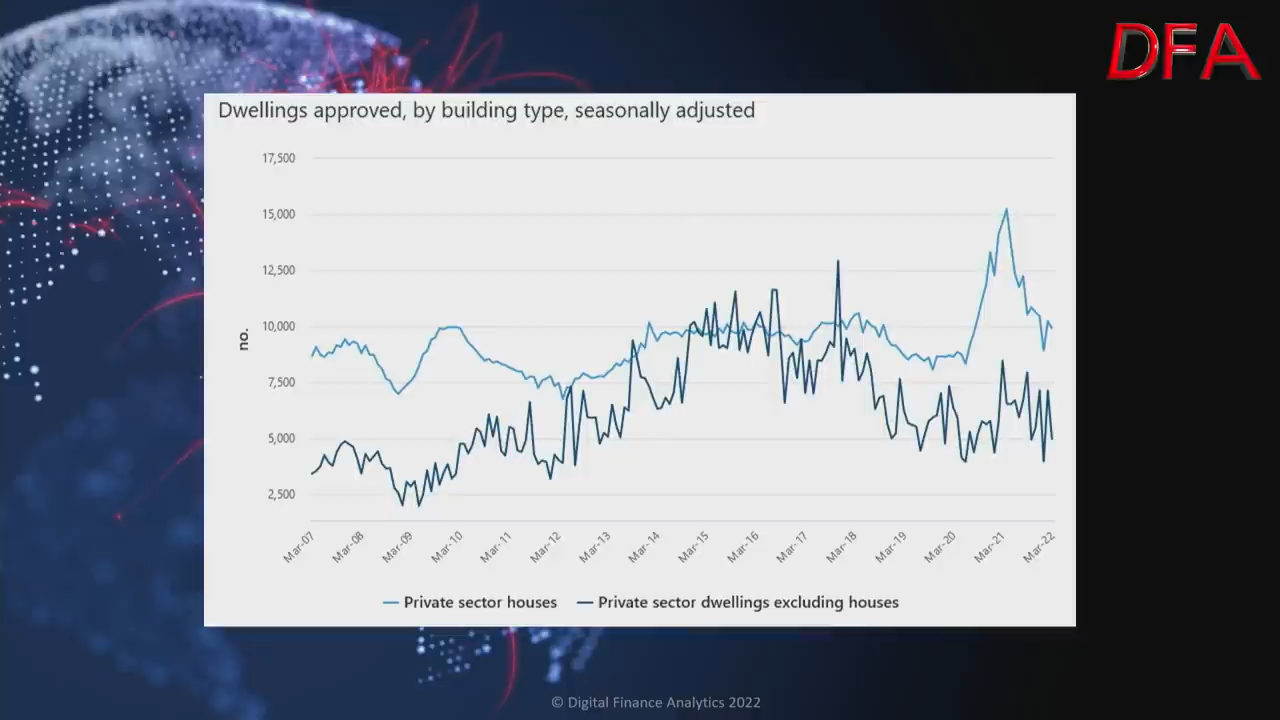 DFA
Dwellings approved, by building type, seasonally adjusted
17,500
15,000
12,500
10,000
7,500
5,000
2,500
no.
Mar-07
Mar-08
Mar-09
Mar-10
Mar-11
Mar-12
Mar-13
Mar-14
Mar-15
Mar-16
Mar-17
Mar-18
Mar-19
Mar-20
Mar-21
Mar-22
Private sector houses
Private sector dwellings excluding houses
© Digital Finance Analytics 2022